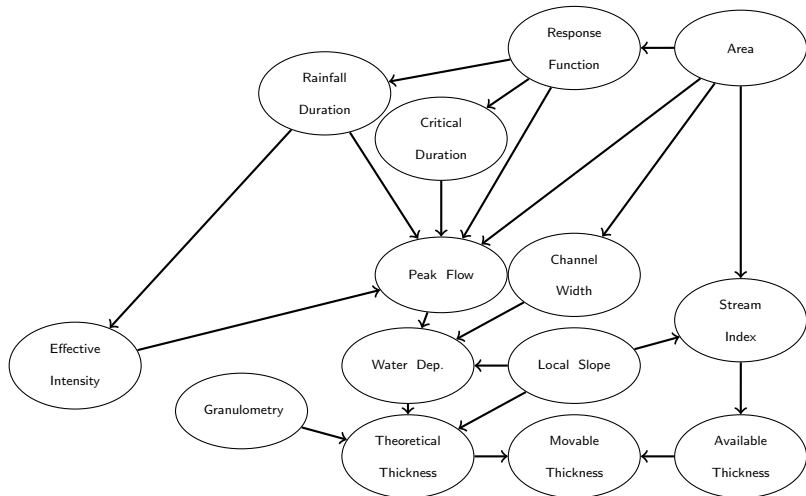 Response
Function
Area
Rainfall
Duration
Critical
Duration
Peak Flow
Channel
Width
Stream
Index
Effective
Intensity
Water Dep.
Local Slope
Granulometry
Theoretical
Thickness
Movable
Thickness
Available
Thickness